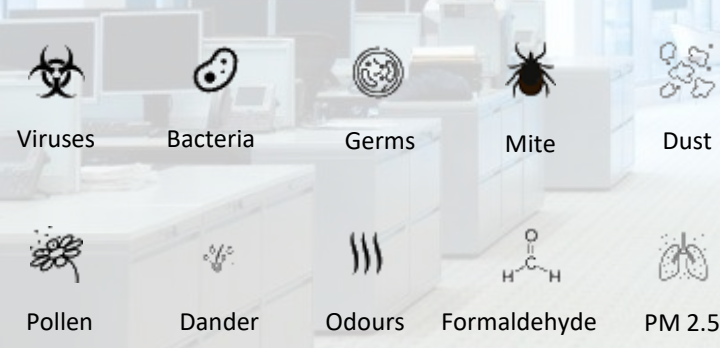 Viruses Bacteria Germs Mite Dust
O
C
H H
Pollen Dander Odours Formaldehyde PM 2.5